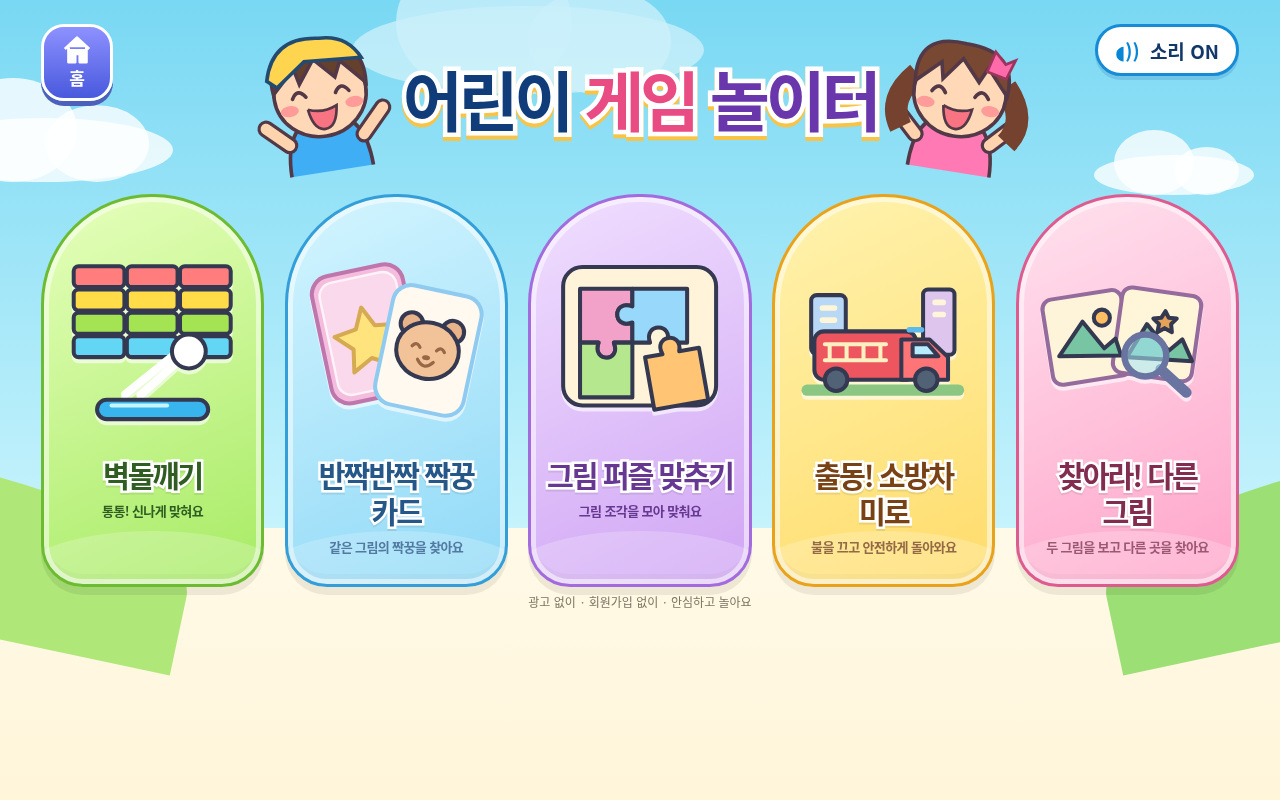 홈
어린이 게임 놀이터
소리 ON
벽돌깨기
통통! 신나게 맞혀요
반짝반짝 짝꿍
카드
같은 그림의 짝꿍을 찾아요
그림 퍼즐 맞추기
그림 조각을 모아 맞춰요
출동! 소방차
미로
불을 끄고 안전하게 돌아와요
찾아라! 다른
그림
두 그림을 보고 다른 곳을 찾아요
광고 없이 · 회원가입 없이 · 안심하고 놀아요